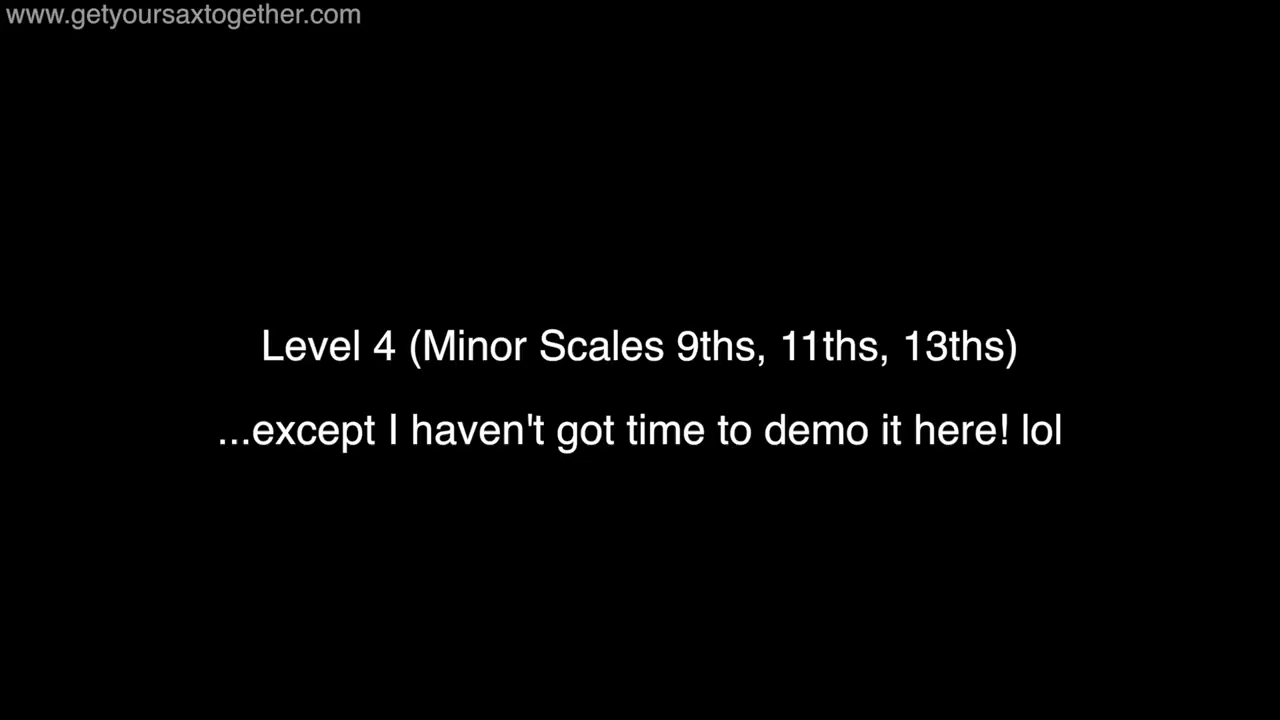 www.getyoursaxtogether.com
Level 4 (Minor Scales 9ths, 11ths, 13ths)
...except I haven't got time to demo it here! lol